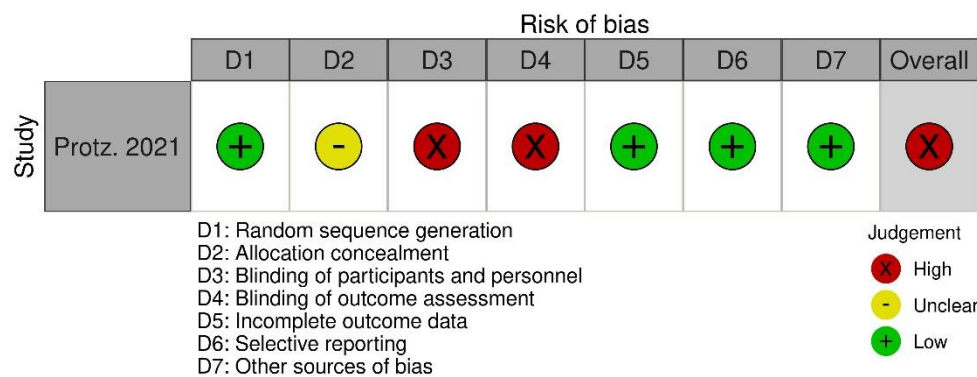 Risk of bias
D1 D2 D3 D4 D5 D6 D7 Overall
Study
Protz. 2021 + - X X + + + X
D1: Random sequence generation
D2: Allocation concealment
D3: Blinding of participants and personnel
D4: Blinding of outcome assessment
D5: Incomplete outcome data
D6: Selective reporting
D7: Other sources of bias
Judgement
X High
- Unclear
+ Low